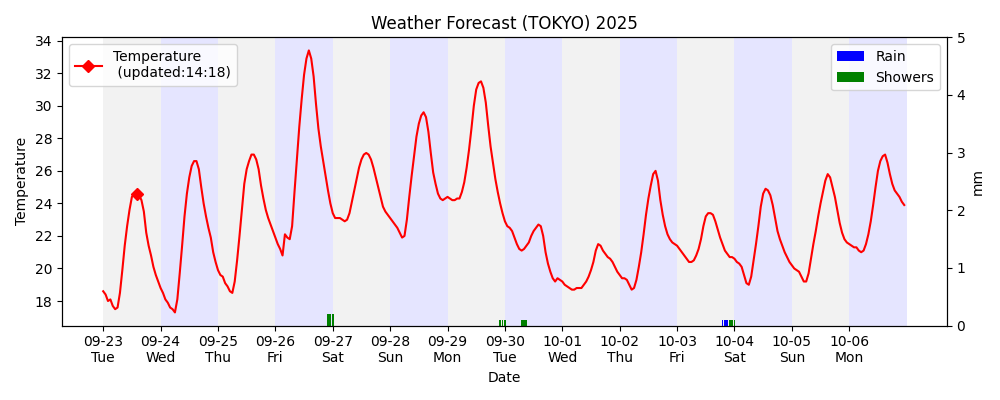 Weather Forecast (TOKYO) 2025
Temperature
(updated:14:18)
Rain
Showers
34
32
30
28
26
24
22
20
18
Temperature
5
4
3
2
1
0
mm
09-23 09-24 09-25 09-26 09-27 09-28 09-29 09-30 10-01 10-02 10-03 10-04 10-05 10-06
Tue Wed Thu Fri Sat Sun Mon Tue Wed Thu Fri Sat Sun Mon
Date